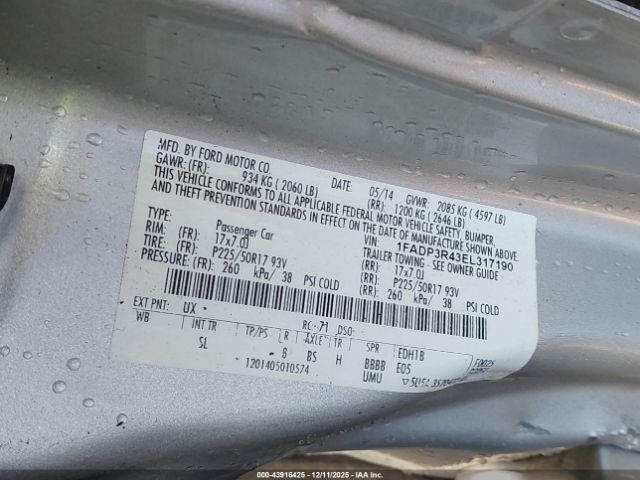 MFD. BY FORD MOTOR CO.
DATE: 05/14 GVWR: 2085 KG ( 4597 LB)
GAWR: (FR): 934 KG ( 2060 LB) (RR): 1200 KG ( 2646 LB)
THIS VEHICLE CONFORMS TO ALL APPLICABLE FEDERAL MOTOR VEHICLE SAFETY, BUMPER,
AND THEFT PREVENTION STANDARDS IN EFFECT ON THE DATE OF MANUFACTURE SHOWN ABOVE.
VIN: 1FADP3R43EL317190
TYPE: Passenger Car TRAILER TOWING - SEE OWNER GUIDE
RIM: 17x7.0J (RR): 17x7.0J
TIRE: (FR): P225/50R17 93V (RR): P225/50R17 93V
PRESSURE: (FR): 260 kPa/ 38 PSI COLD (RR): 260 kPa/ 38 PSI COLD
EXT PNT: UX RC: 71 DSO:
WB INT TR TP/PS R AXLE TR SPR EDH1B
SL B BS H BBBB E05
1201405010574 UMU
000-43916425 - 12/11/2025 - IAA Inc.